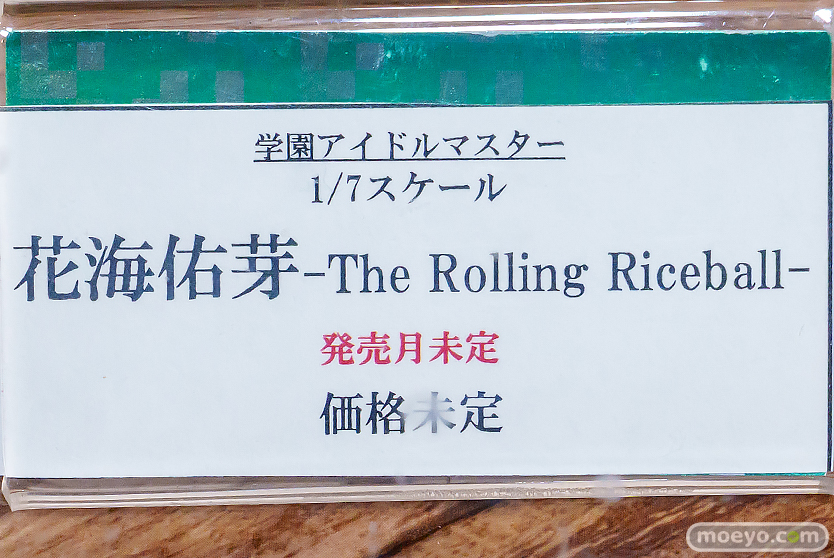 学園アイドルマスター
1/7スケール
花海佑芽-The Rolling Riceball-
発売月未定
価格未定
moeyo.com